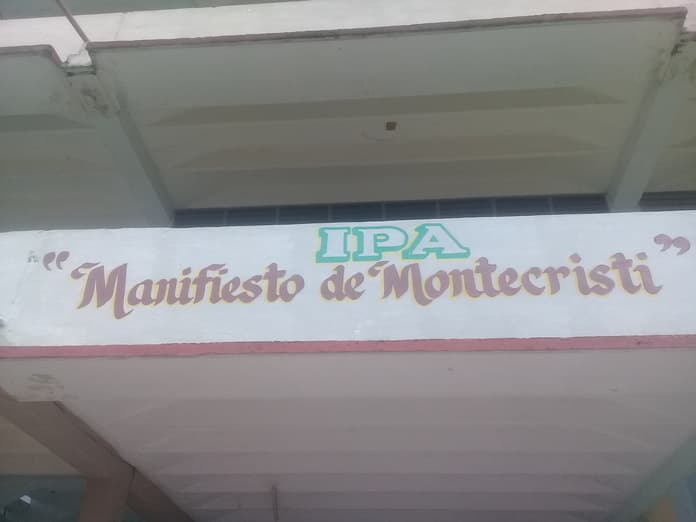 IPA
"Manifiesto de Montecristi"